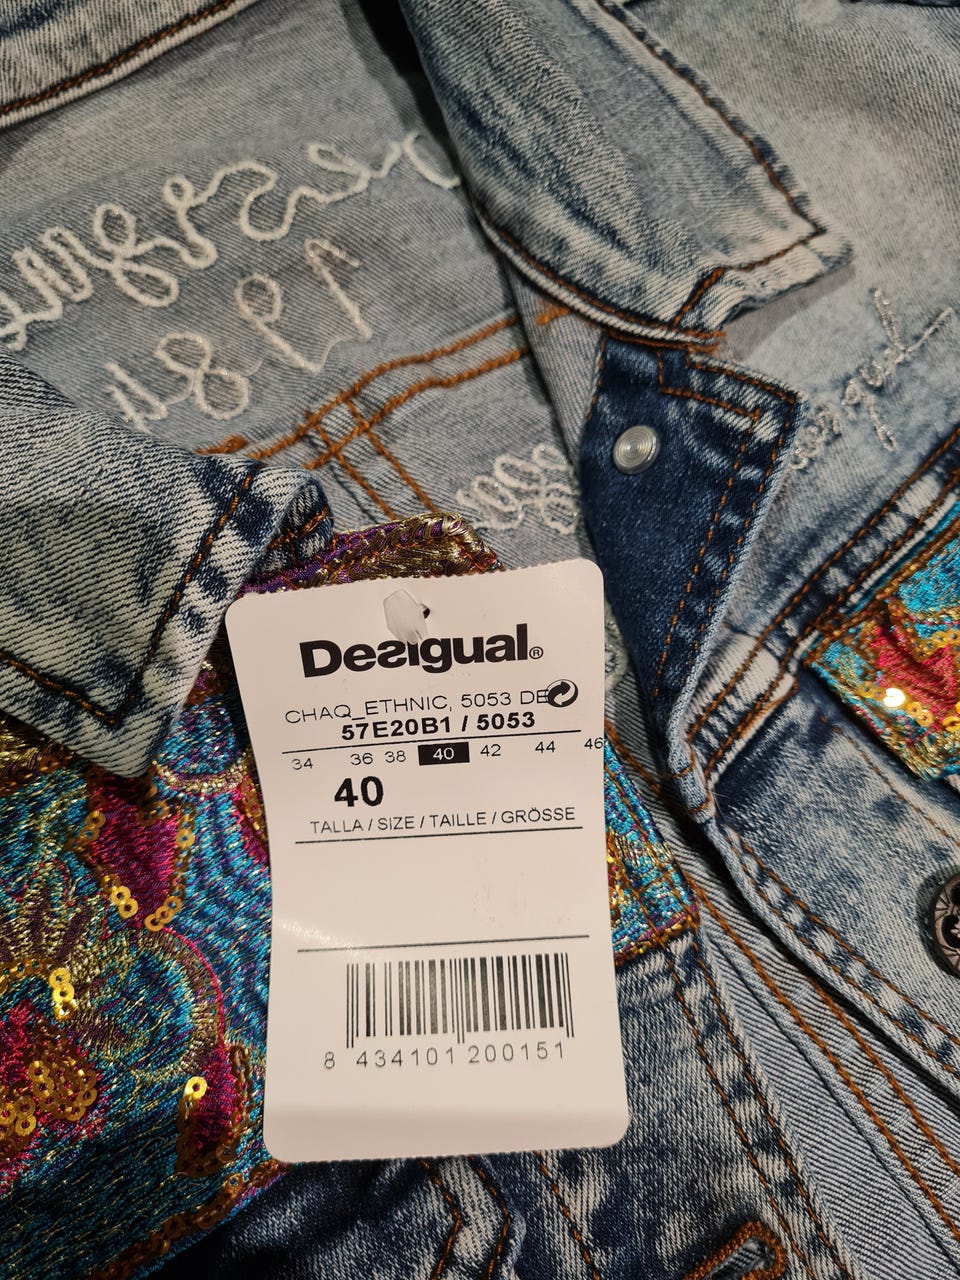 Desigual®
CHAQ_ETHNIC, 5053 DE
57E20B1 / 5053
34 36 38 40 42 44 46
40
TALLA / SIZE / TAILLE / GRÖSSE
8 434101 200151